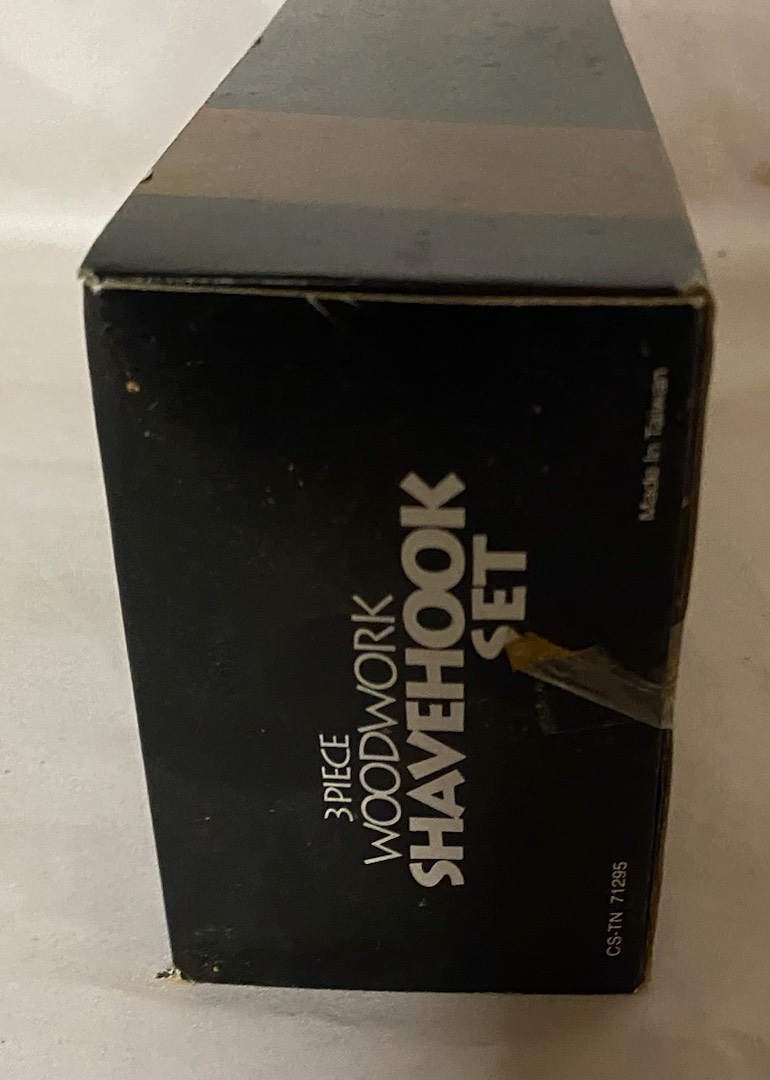 3 PIECE
WOODWORK
SHAVEHOOK
SET
CS-TN 71295
Made In Taiwan